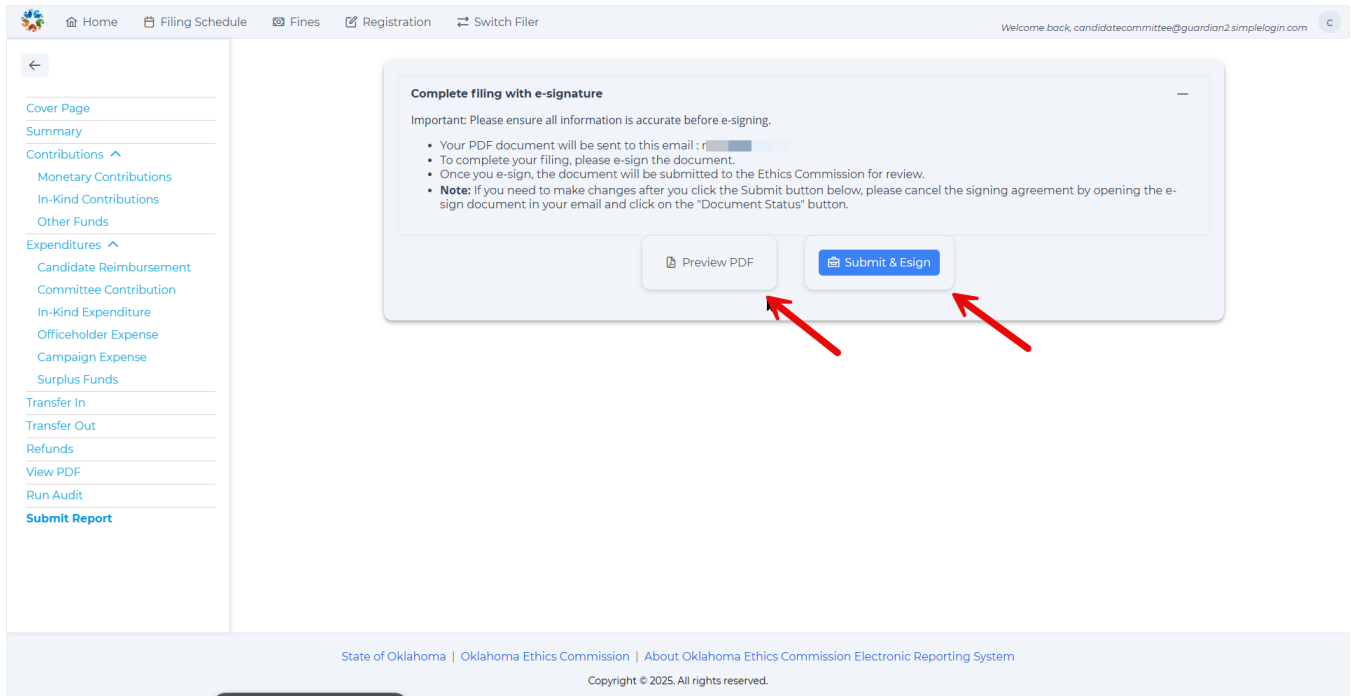 Home Filing Schedule Fines Registration Switch Filer
Welcome back, candidatecommittee@guardian2.simplelogin.com C
Cover Page
Summary
Contributions
Monetary Contributions
In-Kind Contributions
Other Funds
Expenditures
Candidate Reimbursement
Committee Contribution
In-Kind Expenditure
Officeholder Expense
Campaign Expense
Surplus Funds
Transfer In
Transfer Out
Refunds
View PDF
Run Audit
Submit Report
Complete filing with e-signature
Important: Please ensure all information is accurate before e-signing.
• Your PDF document will be sent to this email : r
• To complete your filing, please e-sign the document.
• Once you e-sign, the document will be submitted to the Ethics Commission for review.
• Note: If you need to make changes after you click the Submit button below, please cancel the signing agreement by opening the e-
sign document in your email and click on the "Document Status" button.
Preview PDF Submit & Esign
State of Oklahoma | Oklahoma Ethics Commission | About Oklahoma Ethics Commission Electronic Reporting System
Copyright © 2025. All rights reserved.